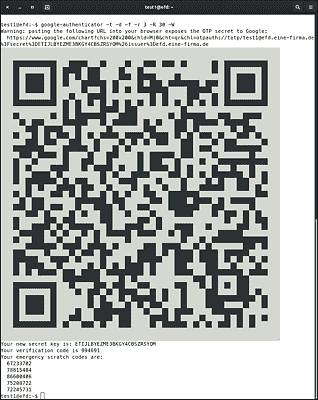 test1@efd:~
test1@efd:~$ google-authenticator -t -d -f -r 3 -R 30 -W
Warning: pasting the following URL into your browser exposes the OTP secret to Google:
https://www.google.com/chart?chs=200x200&chld=M|0&cht=qr&chl=otpauth://totp/test1@efd.eine-firma.de
%3Fsecret%3DETIJLBYEZME3BKGY4CBSZRSYQM%26issuer%3Defd.eine-firma.de
Your new secret key is: ETIJLBYEZME3BKGY4CBSZRSYQM
Your verification code is 994691
Your emergency scratch codes are:
67233702
78815484
86600406
75208722
72245731
test1@efd:~$